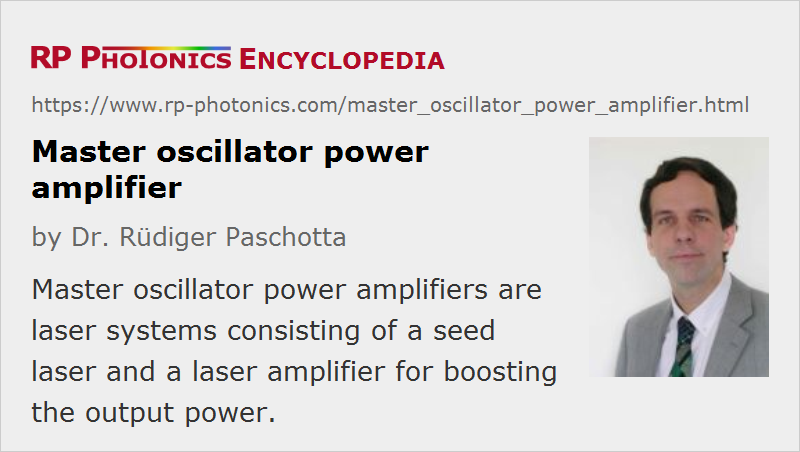 RP PHOTONICS ENCYCLOPEDIA
https://www.rp-photonics.com/master_oscillator_power_amplifier.html
Master oscillator power
amplifier
by Dr. Rüdiger Paschotta
Master oscillator power amplifiers are
laser systems consisting of a seed
laser and a laser amplifier for boosting
the output power.